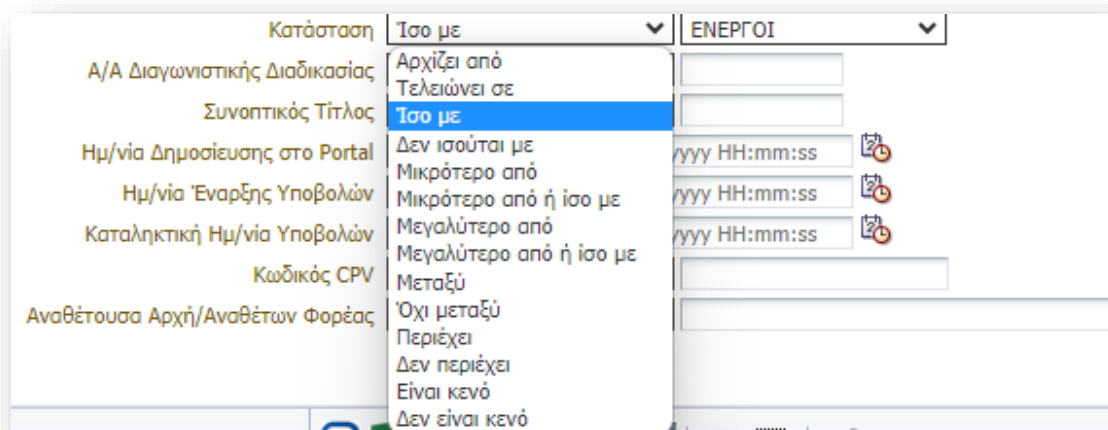 Κατάσταση Ίσο με ΕΝΕΡΓΟΙ
Αρχίζει από
Α/Α Διαγωνιστικής Διαδικασίας
Τελειώνει σε
Συνοπτικός Τίτλος Ίσο με
Δεν ισούται με
Ημ/νία Δημοσίευσης στο Portal yyyy HH:mm:ss
Μικρότερο από
Ημ/νία Έναρξης Υποβολών Μικρότερο από ή ίσο με yyyy HH:mm:ss
Μεγαλύτερο από
Καταληκτική Ημ/νία Υποβολών yyyy HH:mm:ss
Μεγαλύτερο από ή ίσο με
Κωδικός CPV Μεταξύ
Αναθέτουσα Αρχή/Αναθέτων Φορέας Όχι μεταξύ
Περιέχει
Δεν περιέχει
Είναι κενό
Δεν είναι κενό